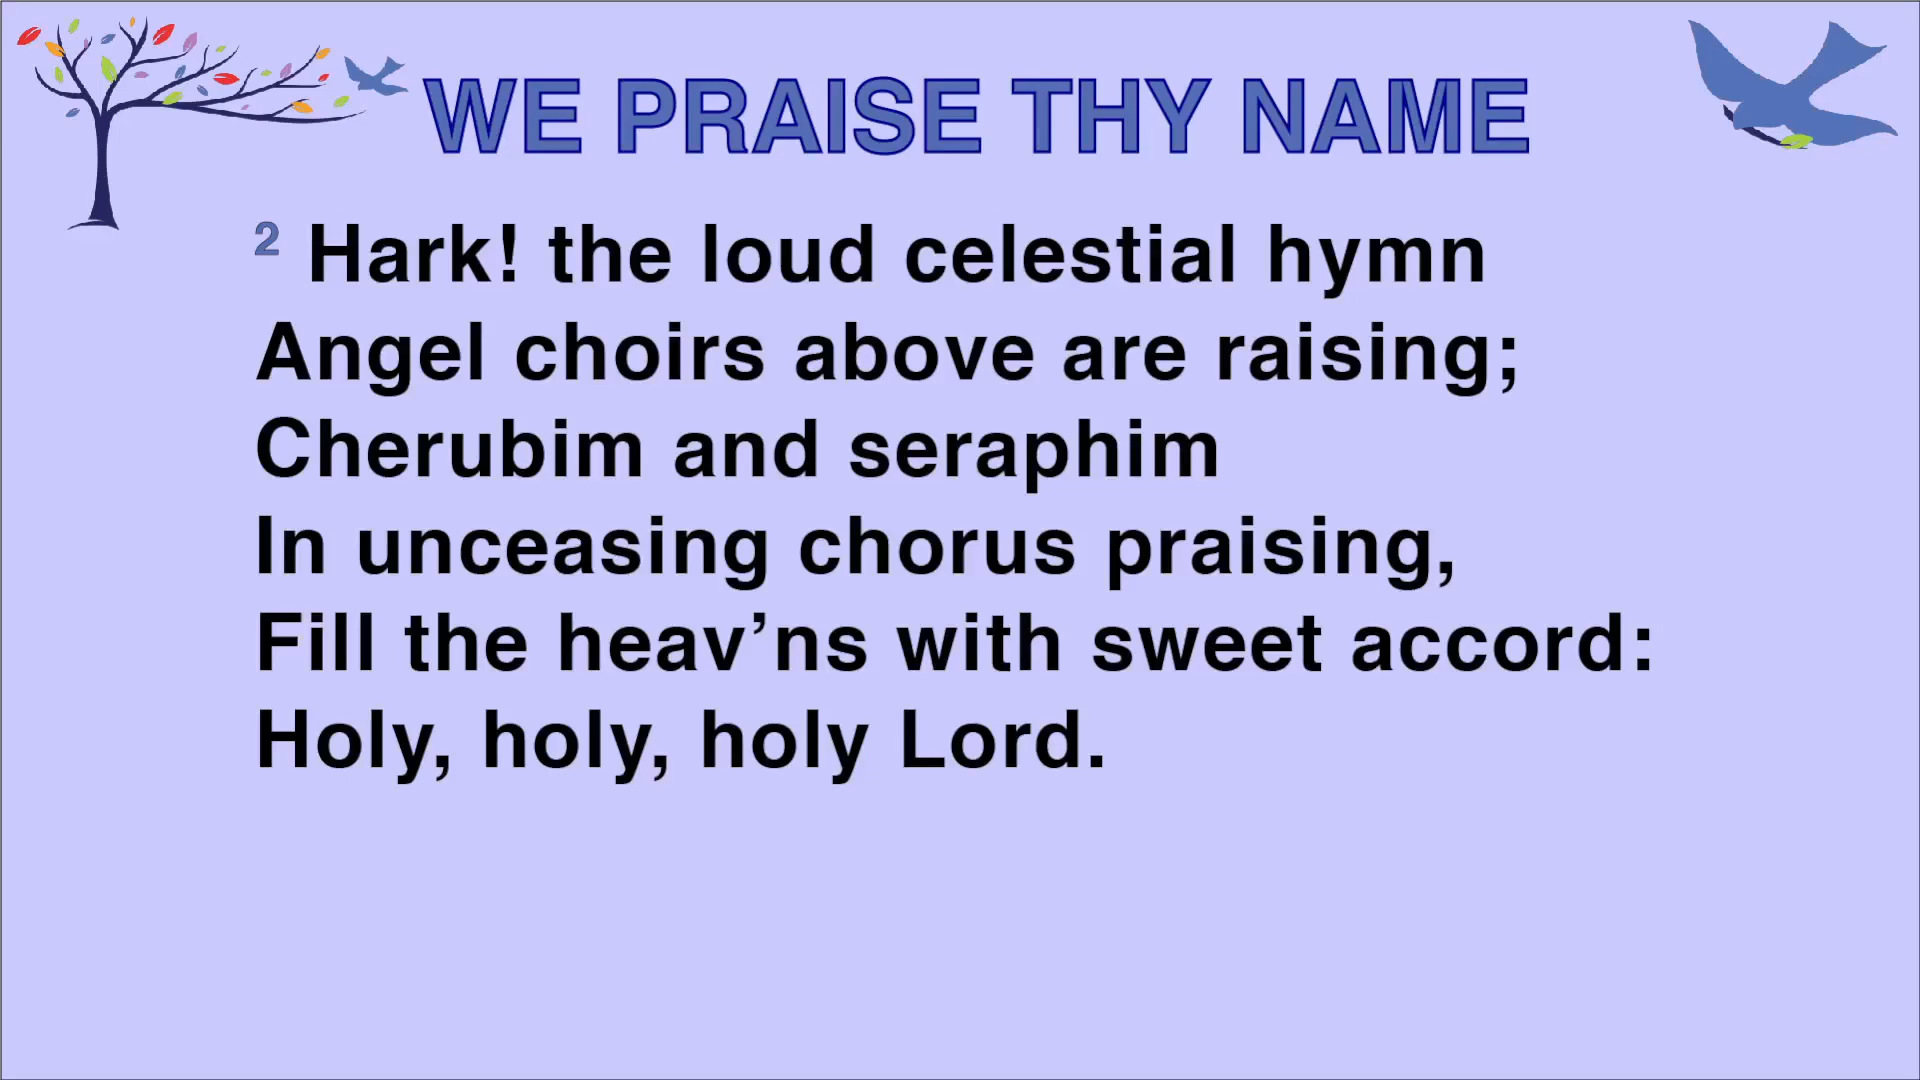 WE PRAISE THY NAME
2 Hark! the loud celestial hymn
Angel choirs above are raising;
Cherubim and seraphim
In unceasing chorus praising,
Fill the heav’ns with sweet accord:
Holy, holy, holy Lord.